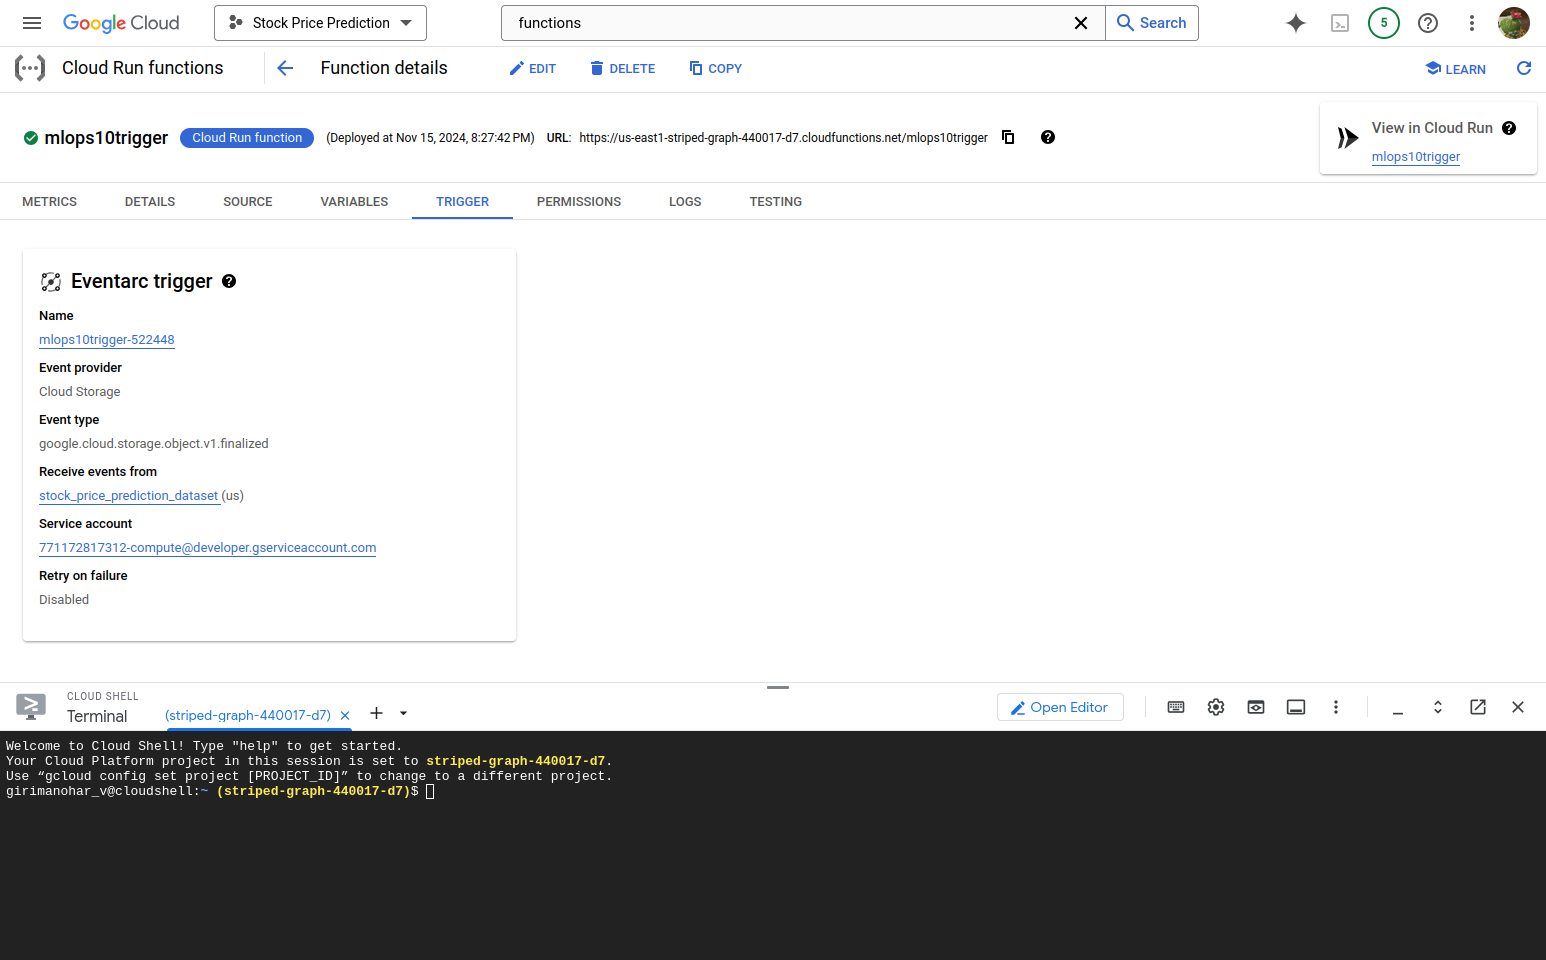 Google Cloud
Stock Price Prediction
functions
Search
5
Cloud Run functions
Function details
EDIT
DELETE
COPY
LEARN
mlops10trigger
Cloud Run function
(Deployed at Nov 15, 2024, 8:27:42 PM)
URL: https://us-east1-striped-graph-440017-d7.cloudfunctions.net/mlops10trigger
View in Cloud Run
mlops10trigger
METRICS
DETAILS
SOURCE
VARIABLES
TRIGGER
PERMISSIONS
LOGS
TESTING
Eventarc trigger
Name
mlops10trigger-522448
Event provider
Cloud Storage
Event type
google.cloud.storage.object.v1.finalized
Receive events from
stock_price_prediction_dataset (us)
Service account
771172817312-compute@developer.gserviceaccount.com
Retry on failure
Disabled
CLOUD SHELL
Terminal
(striped-graph-440017-d7)
Open Editor
Welcome to Cloud Shell! Type "help" to get started.
Your Cloud Platform project in this session is set to striped-graph-440017-d7.
Use “gcloud config set project [PROJECT_ID]” to change to a different project.
girimanohar_v@cloudshell:~ (striped-graph-440017-d7)$